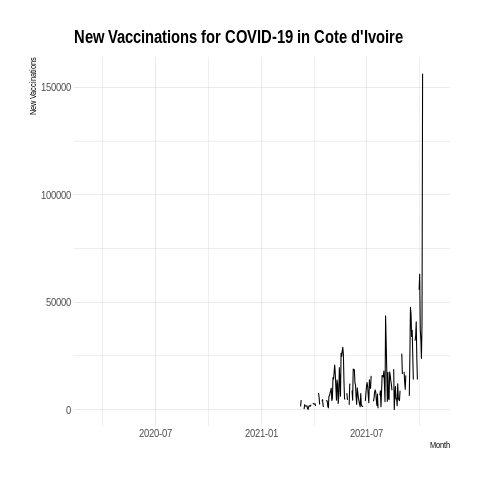 New Vaccinations for COVID-19 in Cote d'Ivoire
New Vaccinations
150000
100000
50000
0
2020-07 2021-01 2021-07
Month